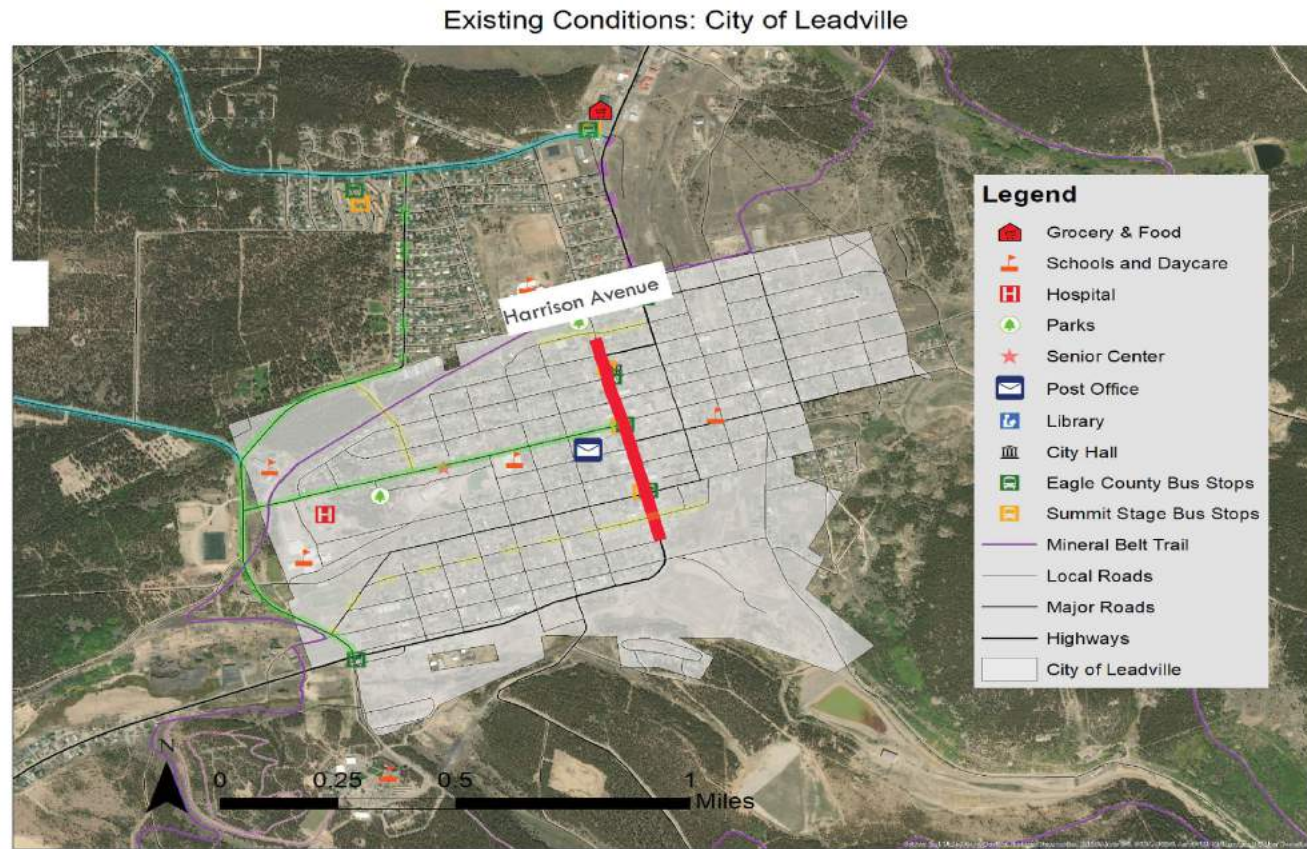 Existing Conditions: City of Leadville
Harrison Avenue
Legend
Grocery & Food
Schools and Daycare
H Hospital
Parks
Senior Center
Post Office
Library
City Hall
Eagle County Bus Stops
Summit Stage Bus Stops
Mineral Belt Trail
Local Roads
Major Roads
Highways
City of Leadville
H
N
0 0.25 0.5 1
Miles